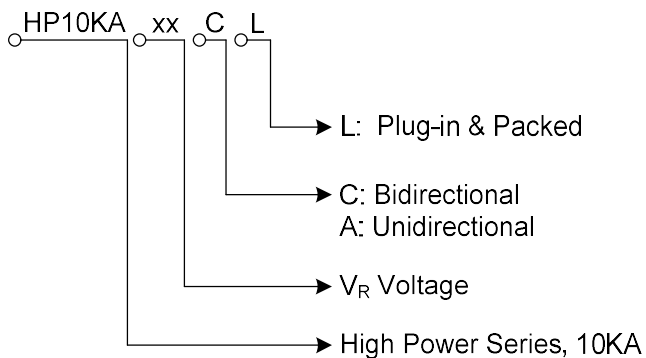 HP10KA xx C L
L: Plug-in & Packed
C: Bidirectional
A: Unidirectional
VR Voltage
High Power Series, 10KA